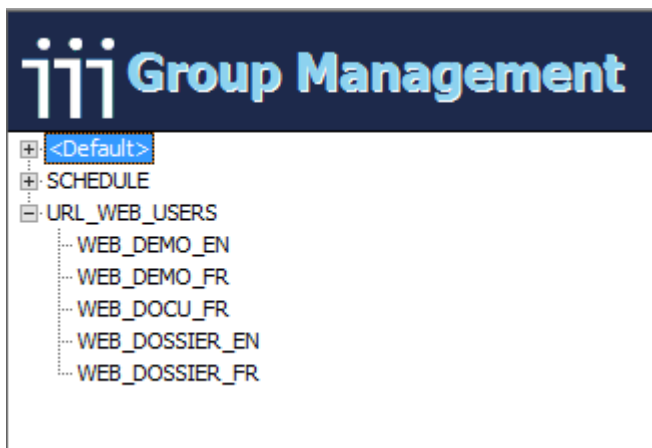 Group Management
<Default>
SCHEDULE
URL_WEB_USERS
WEB_DEMO_EN
WEB_DEMO_FR
WEB_DOCU_FR
WEB_DOSSIER_EN
WEB_DOSSIER_FR